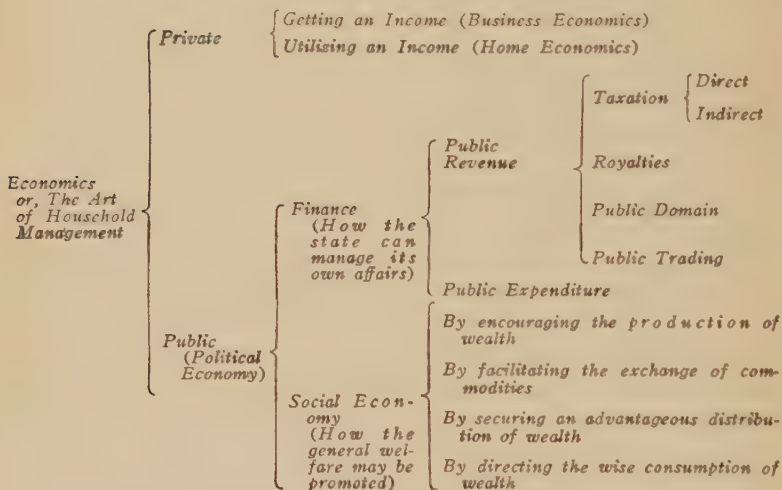 Economics
or, The Art
of Household
Management
Private
Getting an Income (Business Economics)
Utilising an Income (Home Economics)
Public
(Political
Economy)
Finance
(How the
state can
manage its
own affairs)
Public
Revenue
Taxation
Direct
Indirect
Royalties
Public Domain
Public Trading
Public Expenditure
Social Econ-
omy
(How the
general wel-
fare may be
promoted)
By encouraging the production of
wealth
By facilitating the exchange of com-
modities
By securing an advantageous distribu-
tion of wealth
By directing the wise consumption of
wealth